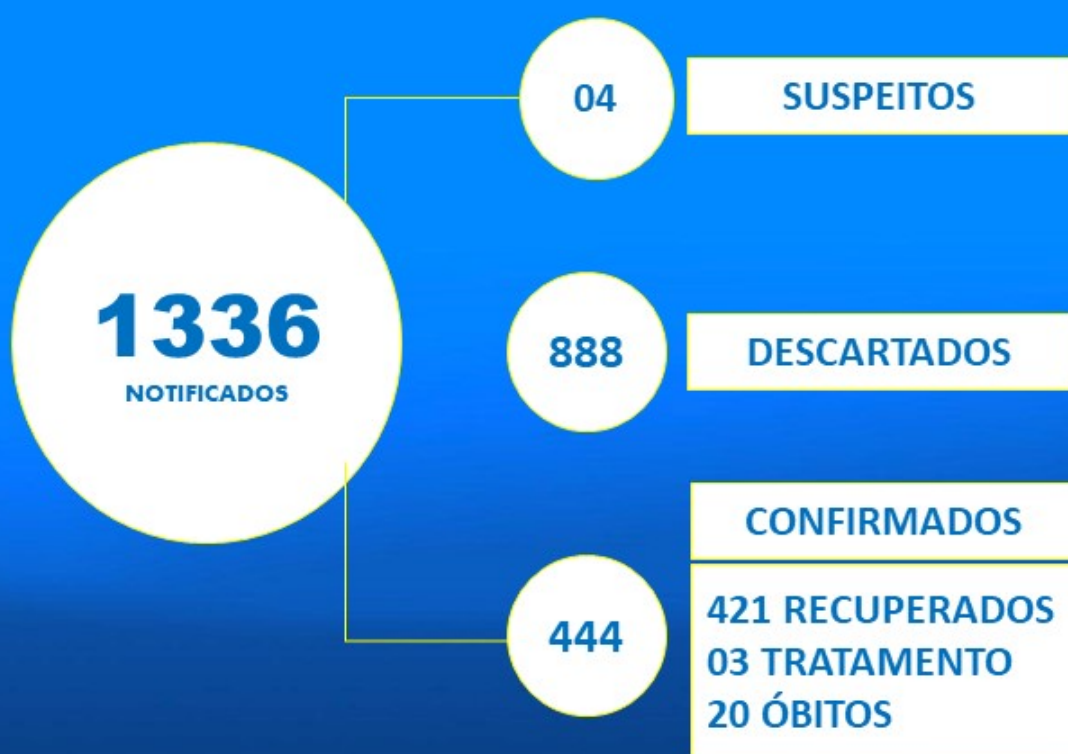 1336
NOTIFICADOS
04
SUSPEITOS
888
DESCARTADOS
444
CONFIRMADOS
421 RECUPERADOS
03 TRATAMENTO
20 ÓBITOS